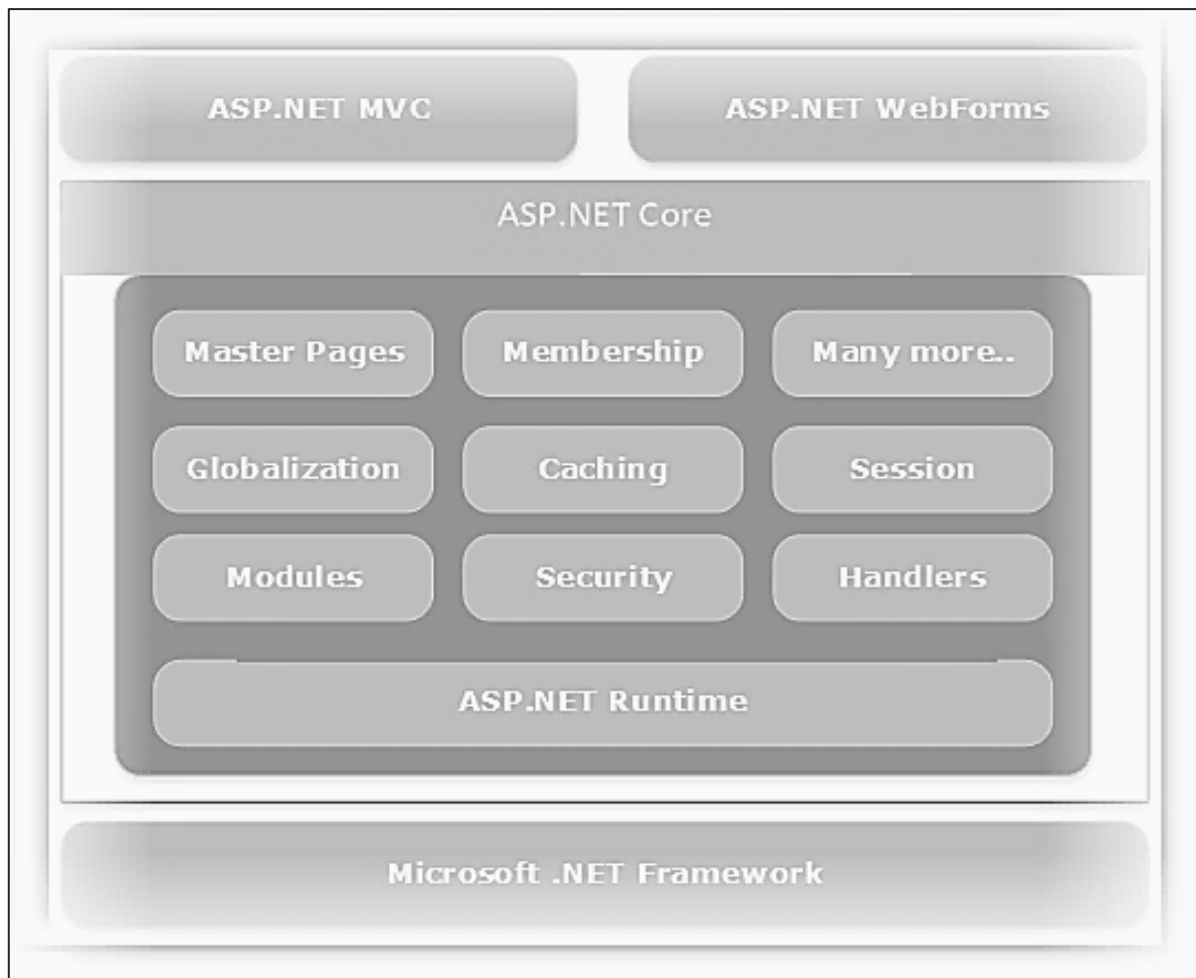 ASP.NET MVC
ASP.NET WebForms
ASP.NET Core
Master Pages
Membership
Many more..
Globalization
Caching
Session
Modules
Security
Handlers
ASP.NET Runtime
Microsoft .NET Framework